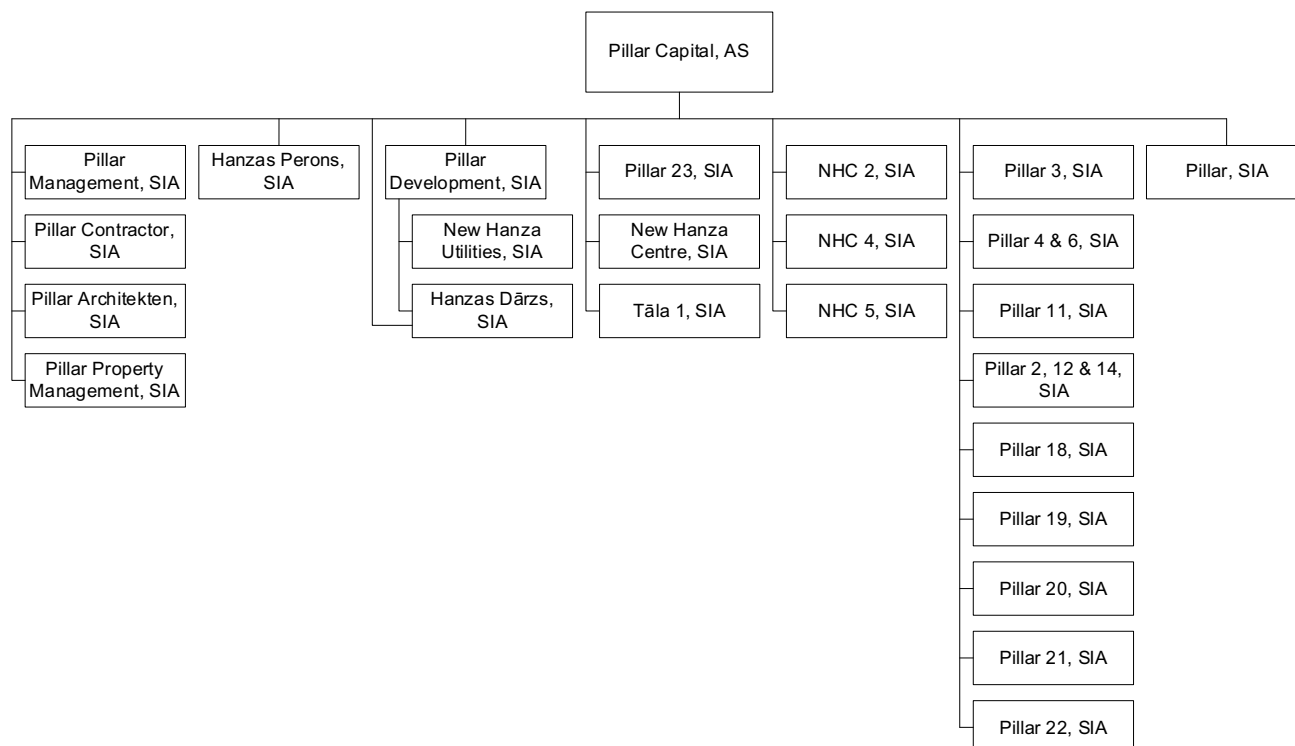 Pillar Capital, AS
Pillar
Management, SIA
Pillar Contractor,
SIA
Pillar Architekten,
SIA
Pillar Property
Management, SIA
Hanzas Perons,
SIA
Pillar
Development, SIA
New Hanza
Utilities, SIA
Hanzas Dārzs,
SIA
Pillar 23, SIA
New Hanza
Centre, SIA
Tāla 1, SIA
NHC 2, SIA
NHC 4, SIA
NHC 5, SIA
Pillar 3, SIA
Pillar 4 & 6, SIA
Pillar 11, SIA
Pillar 2, 12 & 14,
SIA
Pillar 18, SIA
Pillar 19, SIA
Pillar 20, SIA
Pillar 21, SIA
Pillar 22, SIA
Pillar, SIA